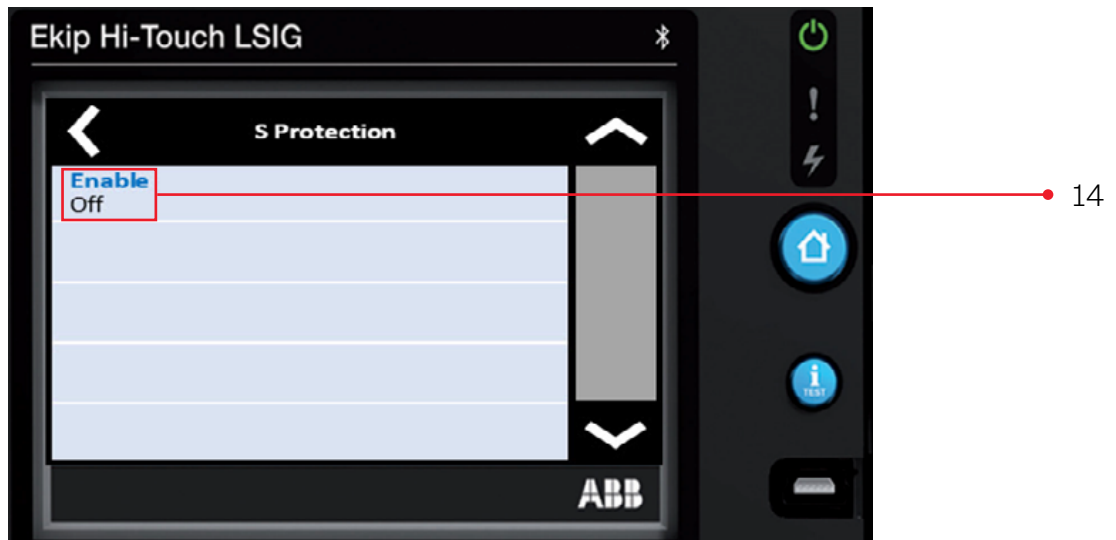 Ekip Hi-Touch LSIG
S Protection
Enable
Off
14
i
TEST
ABB